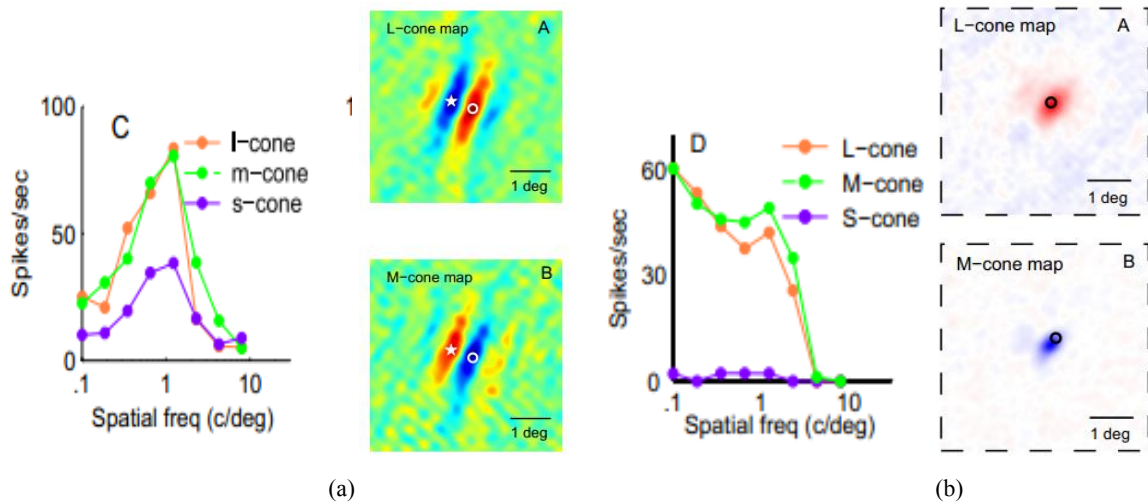 C
l-cone
m-cone
s-cone
100
50
0
Spikes/sec
.1
1
10
Spatial freq (c/deg)
1
L-cone map
A
1 deg
M-cone map
B
1 deg
(a)
D
L-cone
M-cone
S-cone
60
30
0
Spikes/sec
.1
1
10
Spatial freq (c/deg)
L-cone map
A
1 deg
M-cone map
B
1 deg
(b)